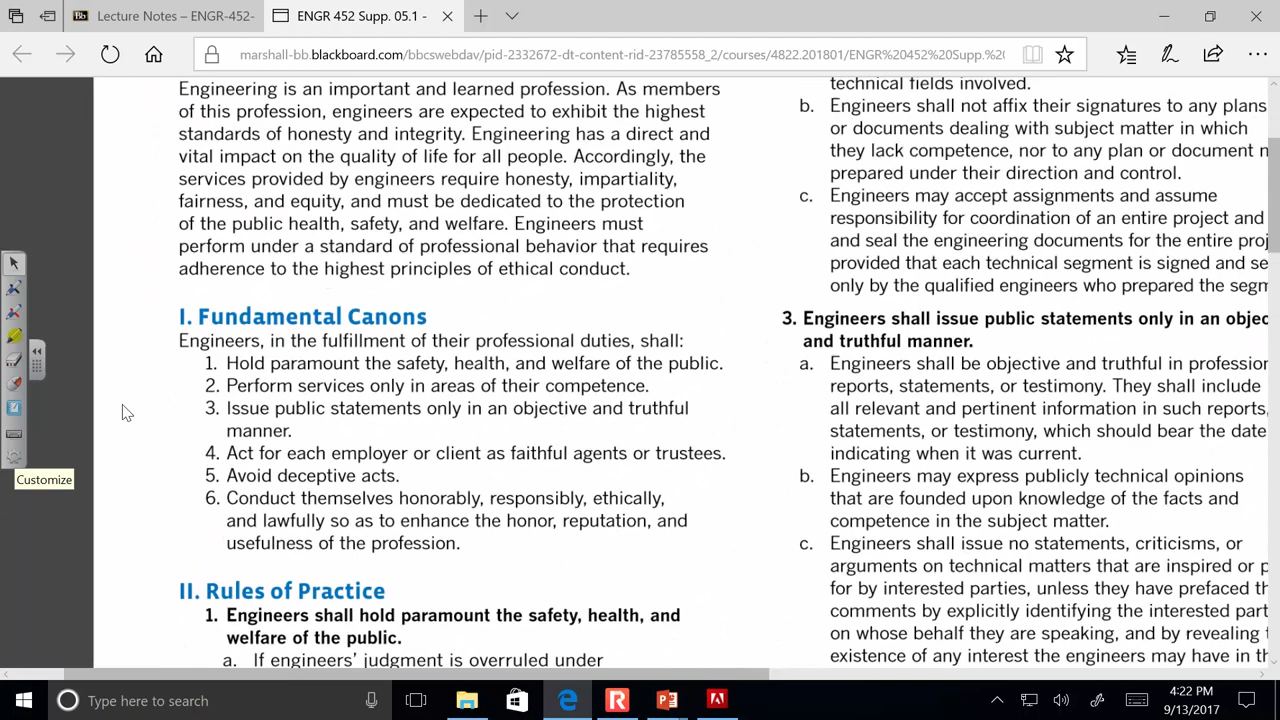 Lecture Notes – ENGR-452-
ENGR 452 Supp. 05.1 -
marshall-bb.blackboard.com/bbcswebdav/pid-2332672-dt-content-rid-23785558_2/courses/4822.201801/ENGR%20452%20Supp.%20
Engineering is an important and learned profession. As members
of this profession, engineers are expected to exhibit the highest
standards of honesty and integrity. Engineering has a direct and
vital impact on the quality of life for all people. Accordingly, the
services provided by engineers require honesty, impartiality,
fairness, and equity, and must be dedicated to the protection
of the public health, safety, and welfare. Engineers must
perform under a standard of professional behavior that requires
adherence to the highest principles of ethical conduct.
I. Fundamental Canons
Engineers, in the fulfillment of their professional duties, shall:
1. Hold paramount the safety, health, and welfare of the public.
2. Perform services only in areas of their competence.
3. Issue public statements only in an objective and truthful
manner.
4. Act for each employer or client as faithful agents or trustees.
5. Avoid deceptive acts.
6. Conduct themselves honorably, responsibly, ethically,
and lawfully so as to enhance the honor, reputation, and
usefulness of the profession.
II. Rules of Practice
1. Engineers shall hold paramount the safety, health, and
welfare of the public.
a. If engineers' judgment is overruled under
technical fields involved.
b. Engineers shall not affix their signatures to any plans
or documents dealing with subject matter in which
they lack competence, nor to any plan or document n
prepared under their direction and control.
c. Engineers may accept assignments and assume
responsibility for coordination of an entire project and
and seal the engineering documents for the entire proj
provided that each technical segment is signed and se
only by the qualified engineers who prepared the segm
3. Engineers shall issue public statements only in an objec
and truthful manner.
a. Engineers shall be objective and truthful in profession
reports, statements, or testimony. They shall include
all relevant and pertinent information in such reports,
statements, or testimony, which should bear the date
indicating when it was current.
b. Engineers may express publicly technical opinions
that are founded upon knowledge of the facts and
competence in the subject matter.
c. Engineers shall issue no statements, criticisms, or
arguments on technical matters that are inspired or p
for by interested parties, unless they have prefaced th
comments by explicitly identifying the interested part
on whose behalf they are speaking, and by revealing t
existence of any interest the engineers may have in th
Customize
Type here to search
4:22 PM
9/13/2017